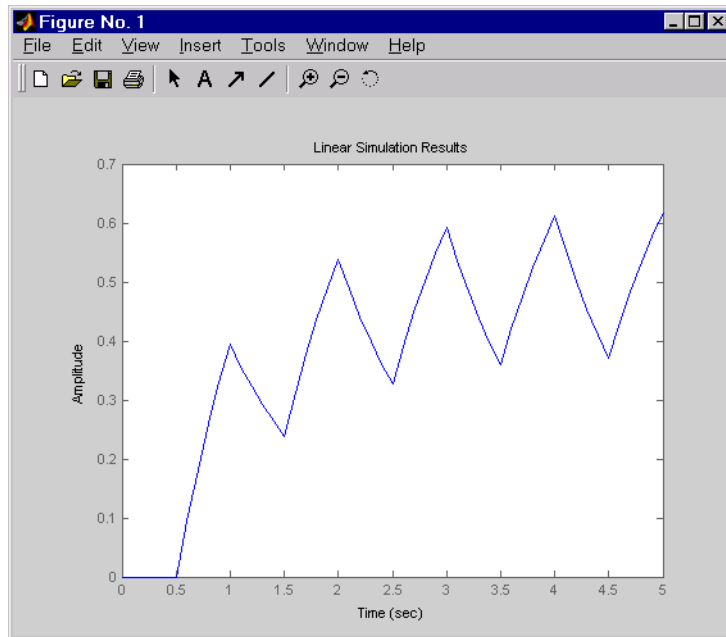 Figure No. 1
File Edit View Insert Tools Window Help
A
Linear Simulation Results
0.7
0.6
0.5
0.4
0.3
0.2
0.1
0
Amplitude
0 0.5 1 1.5 2 2.5 3 3.5 4 4.5 5
Time (sec)